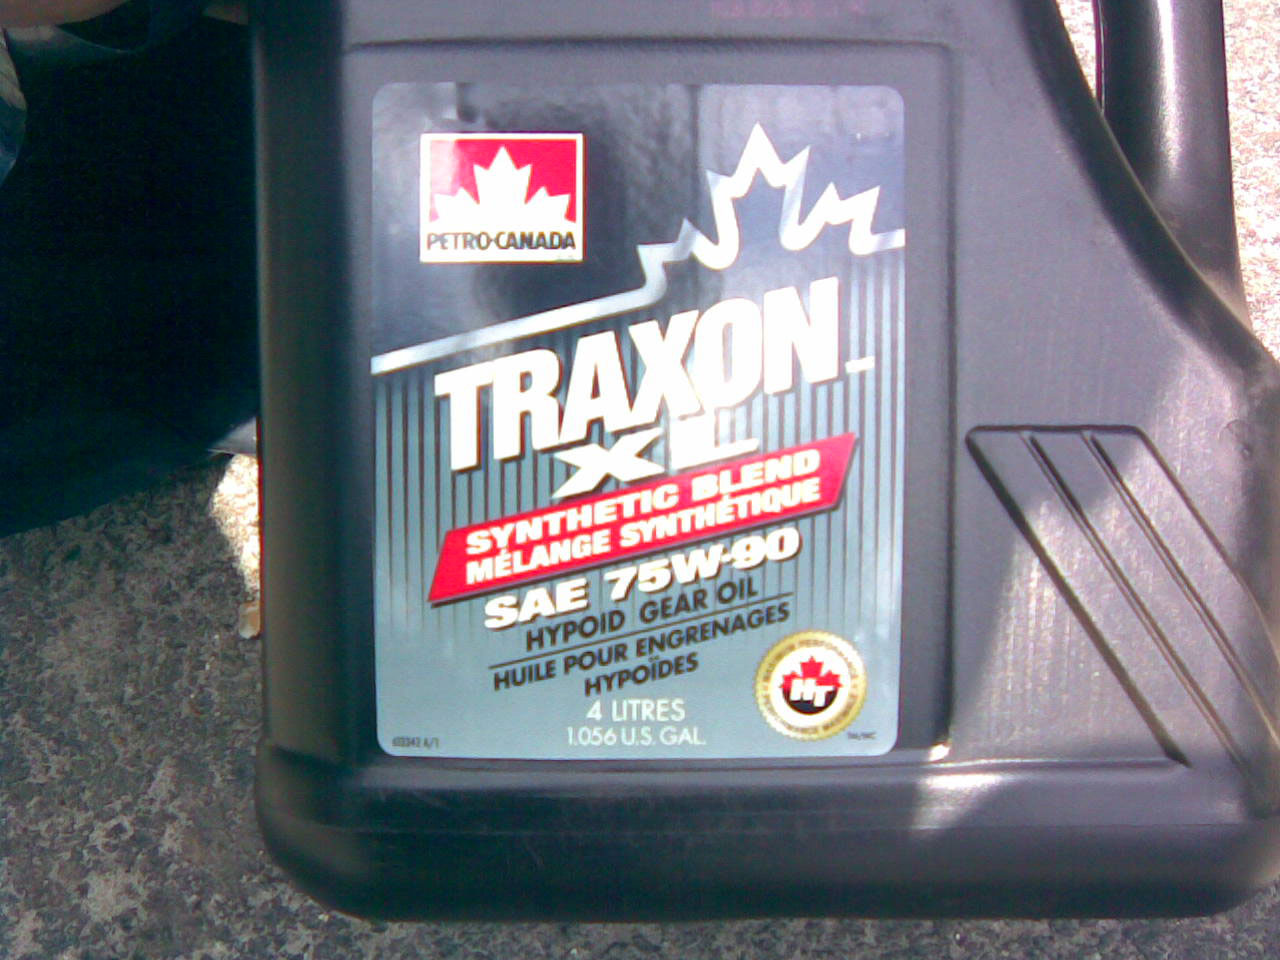 PETRO-CANADA
TRAXON
XL
SYNTHETIC BLEND
MÉLANGE SYNTHÉTIQUE
SAE 75W-90
HYPOID GEAR OIL
HUILE POUR ENGRENAGES
HYPOÏDES
HT
4 LITRES
1.056 U.S. GAL.